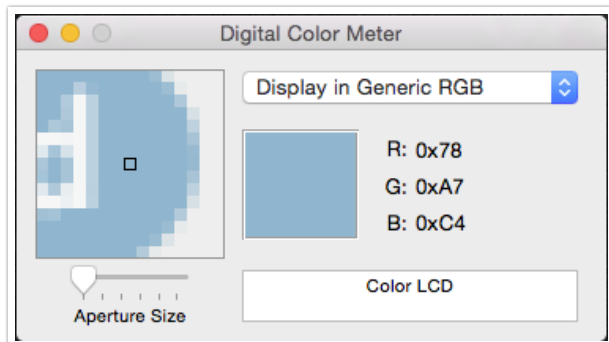 Digital Color Meter
Display in Generic RGB
R: 0x78
G: 0xA7
B: 0xC4
Aperture Size
Color LCD